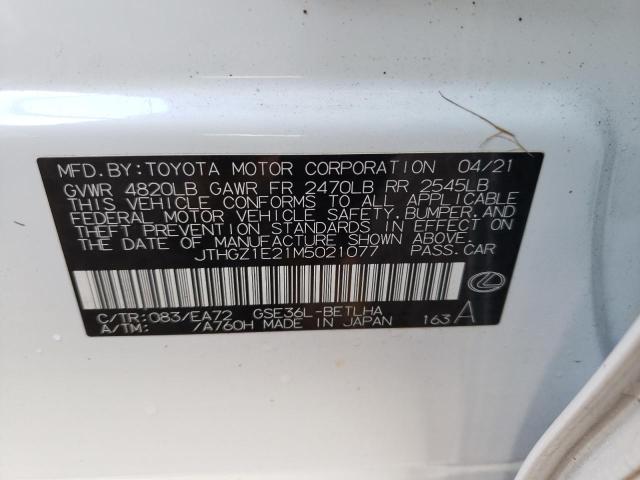 MFD.BY:TOYOTA MOTOR CORPORATION 04/21
GVWR 4820LB GAWR FR 2470LB RR 2545LB
THIS VEHICLE CONFORMS TO ALL APPLICABLE
FEDERAL MOTOR VEHICLE SAFETY,BUMPER,AND
THEFT PREVENTION STANDARDS IN EFFECT ON
THE DATE OF MANUFACTURE SHOWN ABOVE.
JTHGZ1E21M5021077 PASS.CAR
C/TR:083/EA72 GSE36L-BETLHA
A/TM: 7A760H MADE IN JAPAN 163 A